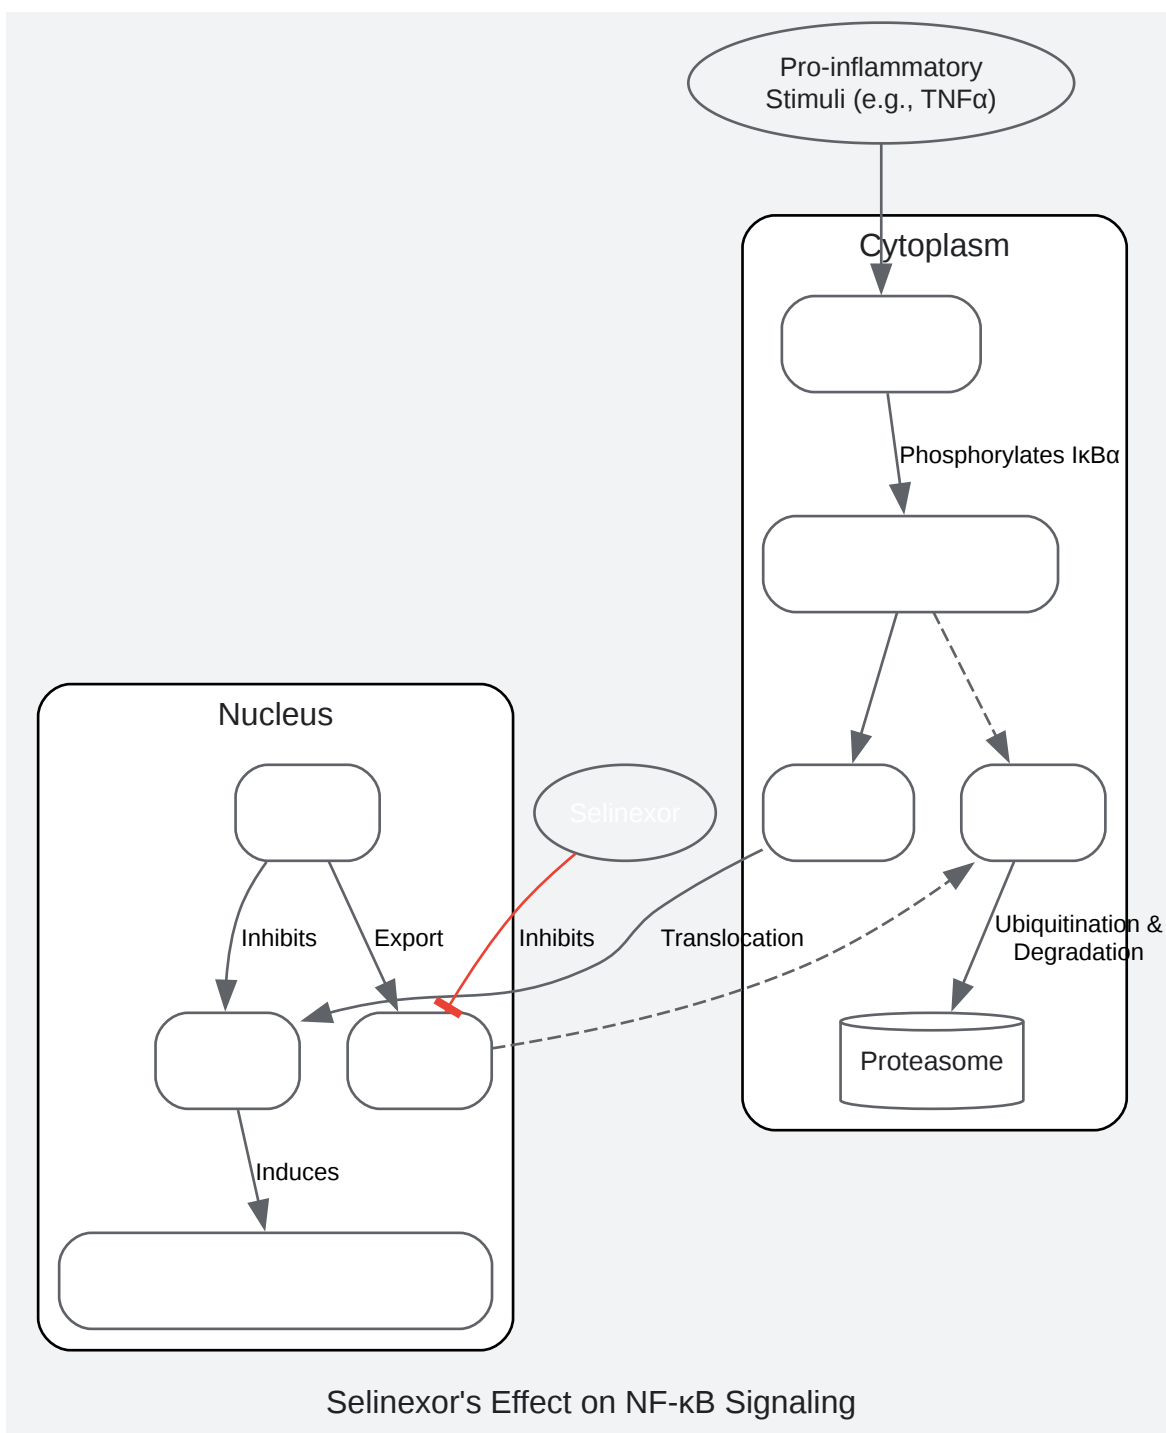 Pro-inflammatory
Stimuli (e.g., TNFα)
Cytoplasm
Phosphorylates IκBα
Nucleus
Selinexor
Inhibits
Export
Inhibits
Translocation
Ubiquitination &
Degradation
Proteasome
Induces
Selinexor's Effect on NF-κB Signaling